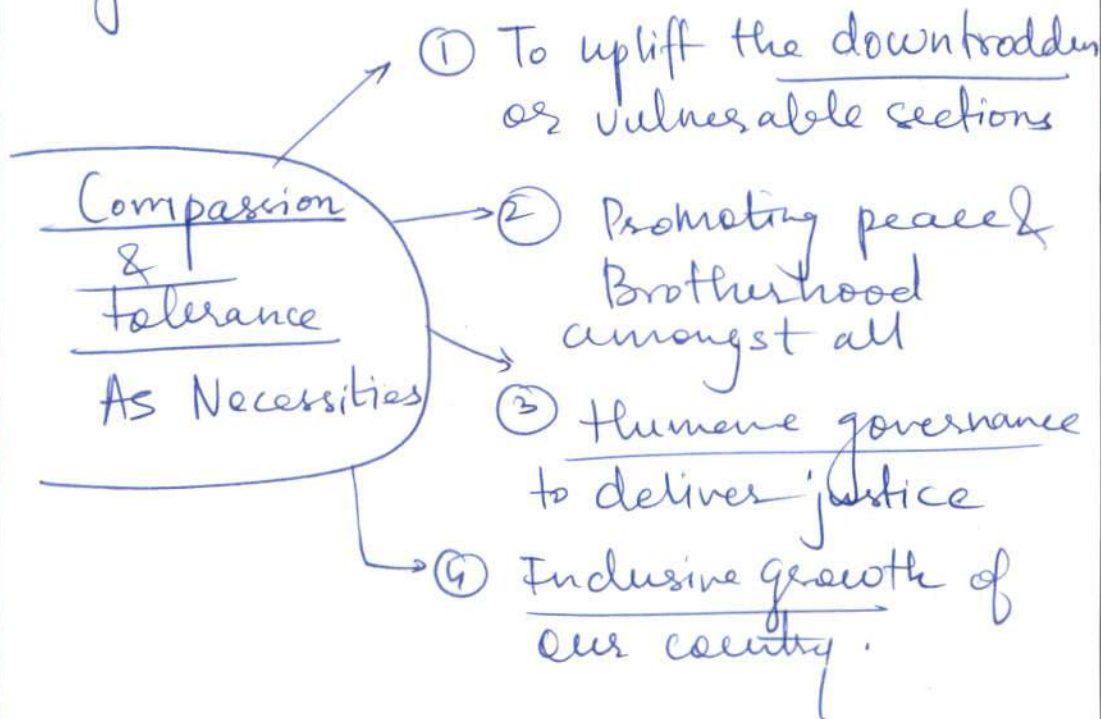 ① To uplift the downtrodden
or vulnerable sections
Compassion
&
tolerance
As Necessities
② Promoting peace &
Brotherhood
amongst all
③ Humane governance
to deliver justice
④ Inclusive growth of
our country.